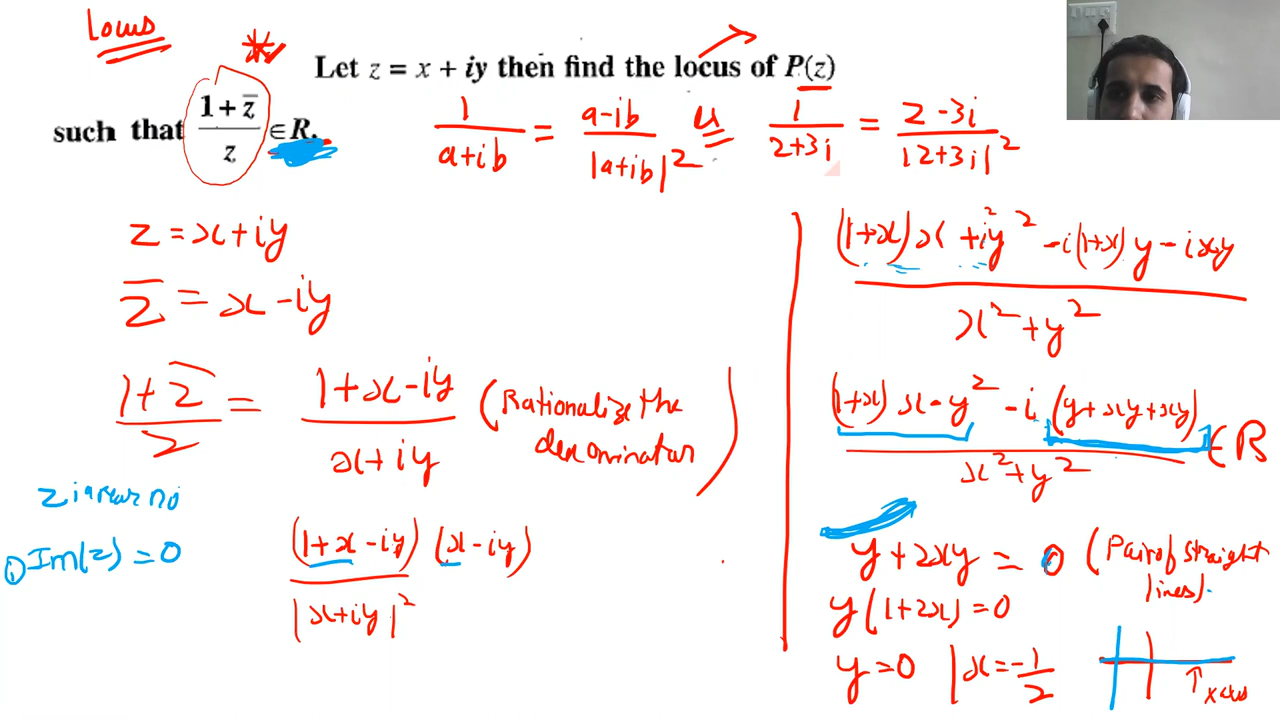 Locus
Let z = x + iy then find the locus of P(z)
such that (1 + z̅)/z ∈ R.
1/(a+ib) = (a-ib)/|a+ib|² 1/(2+3i) = (2-3i)/|2+3i|²
z = x+iy
z̅ = x-iy
(1+z̅)/z = (1+x-iy)/(x+iy) (Rationalize the denominator)
z is real no
① Im(z) = 0
(1+x-iy)(x-iy)/|x+iy|²
((1+x)x + i²y² - i(1+x)y - ixy)/(x²+y²)
((1+x)x - y² - i(y+xy+xy))/(x²+y²) ∈ R
y + 2xy = 0 (Pair of straight lines).
y(1+2x) = 0
y = 0 | x = -1/2
↑ x axis